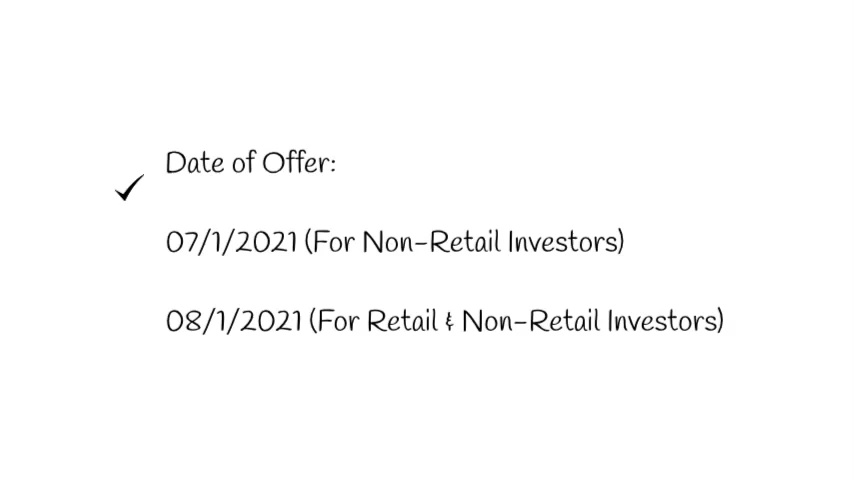 Date of Offer:
07/1/2021 (For Non-Retail Investors)
08/1/2021 (For Retail & Non-Retail Investors)